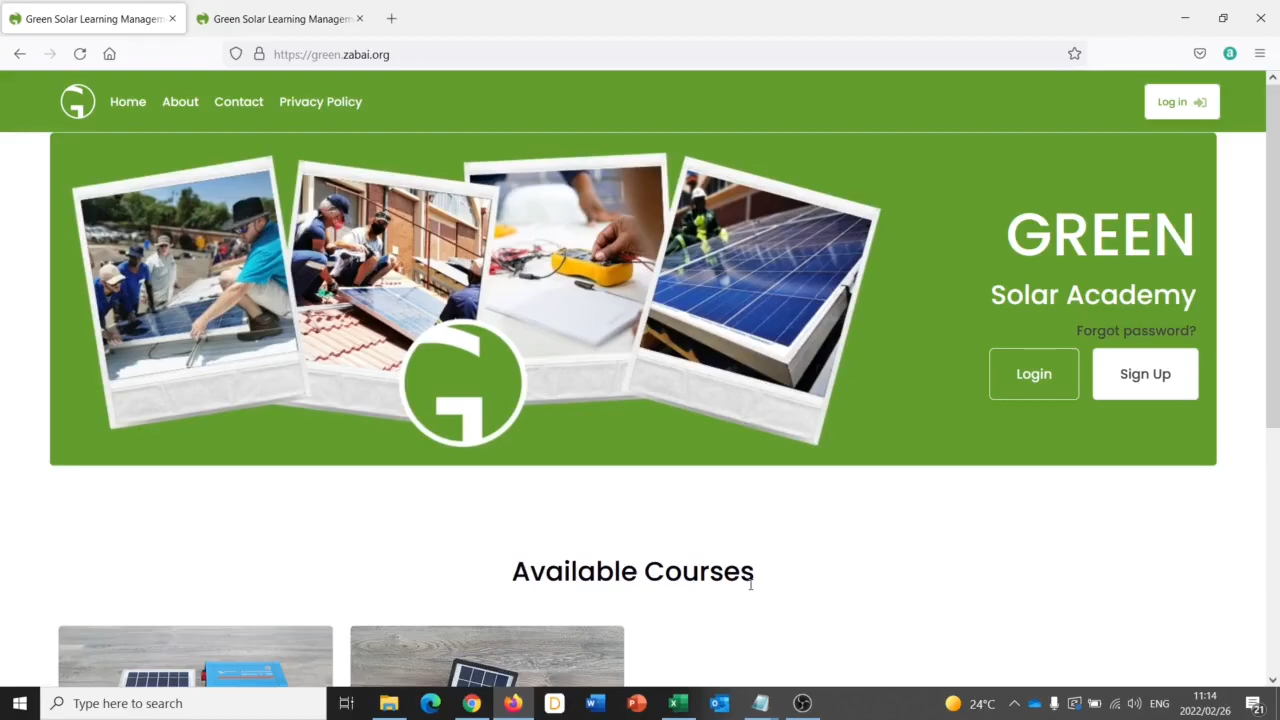 Green Solar Learning Managem
Green Solar Learning Managem
https://green.zabai.org
Home About Contact Privacy Policy
Log in
GREEN
Solar Academy
Forgot password?
Login Sign Up
Available Courses
Type here to search
24°C
ENG
11:14
2022/02/26
21